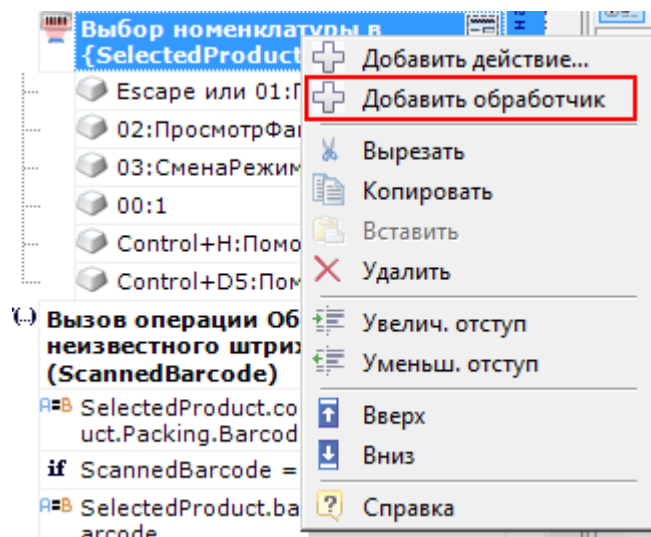 Выбор номенклатуры в
{SelectedProduct
Escape или 01:
02:ПросмотрФа
03:СменаРежим
00:1
Control+H:Помо
Control+D5:Пом
Вызов операции Об
неизвестного штрих
(ScannedBarcode)
A=B SelectedProduct.co
uct.Packing.Barcod
if ScannedBarcode =
A=B SelectedProduct.ba
arcode
Добавить действие...
Добавить обработчик
Вырезать
Копировать
Вставить
Удалить
Увелич. отступ
Уменьш. отступ
Вверх
Вниз
Справка